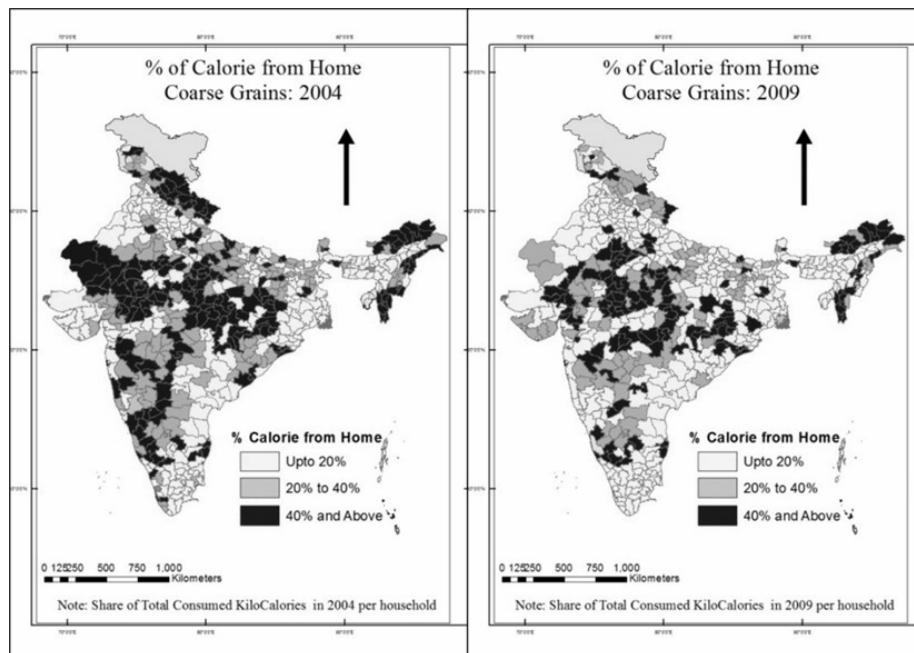 % of Calorie from Home
Coarse Grains: 2004
% Calorie from Home
Upto 20%
20% to 40%
40% and Above
0 125 250 500 750 1,000
Kilometers
Note: Share of Total Consumed KiloCalories in 2004 per household
% of Calorie from Home
Coarse Grains: 2009
% Calorie from Home
Upto 20%
20% to 40%
40% and Above
0 125 250 500 750 1,000
Kilometers
Note: Share of Total Consumed KiloCalories in 2009 per household